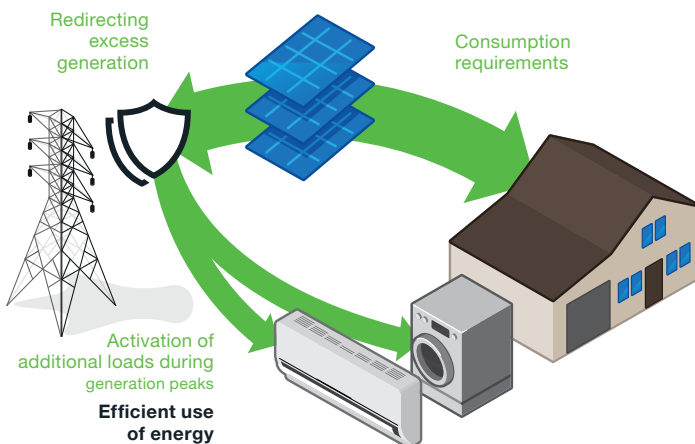 Redirecting
excess
generation
Consumption
requirements
Activation of
additional loads during
generation peaks
Efficient use
of energy